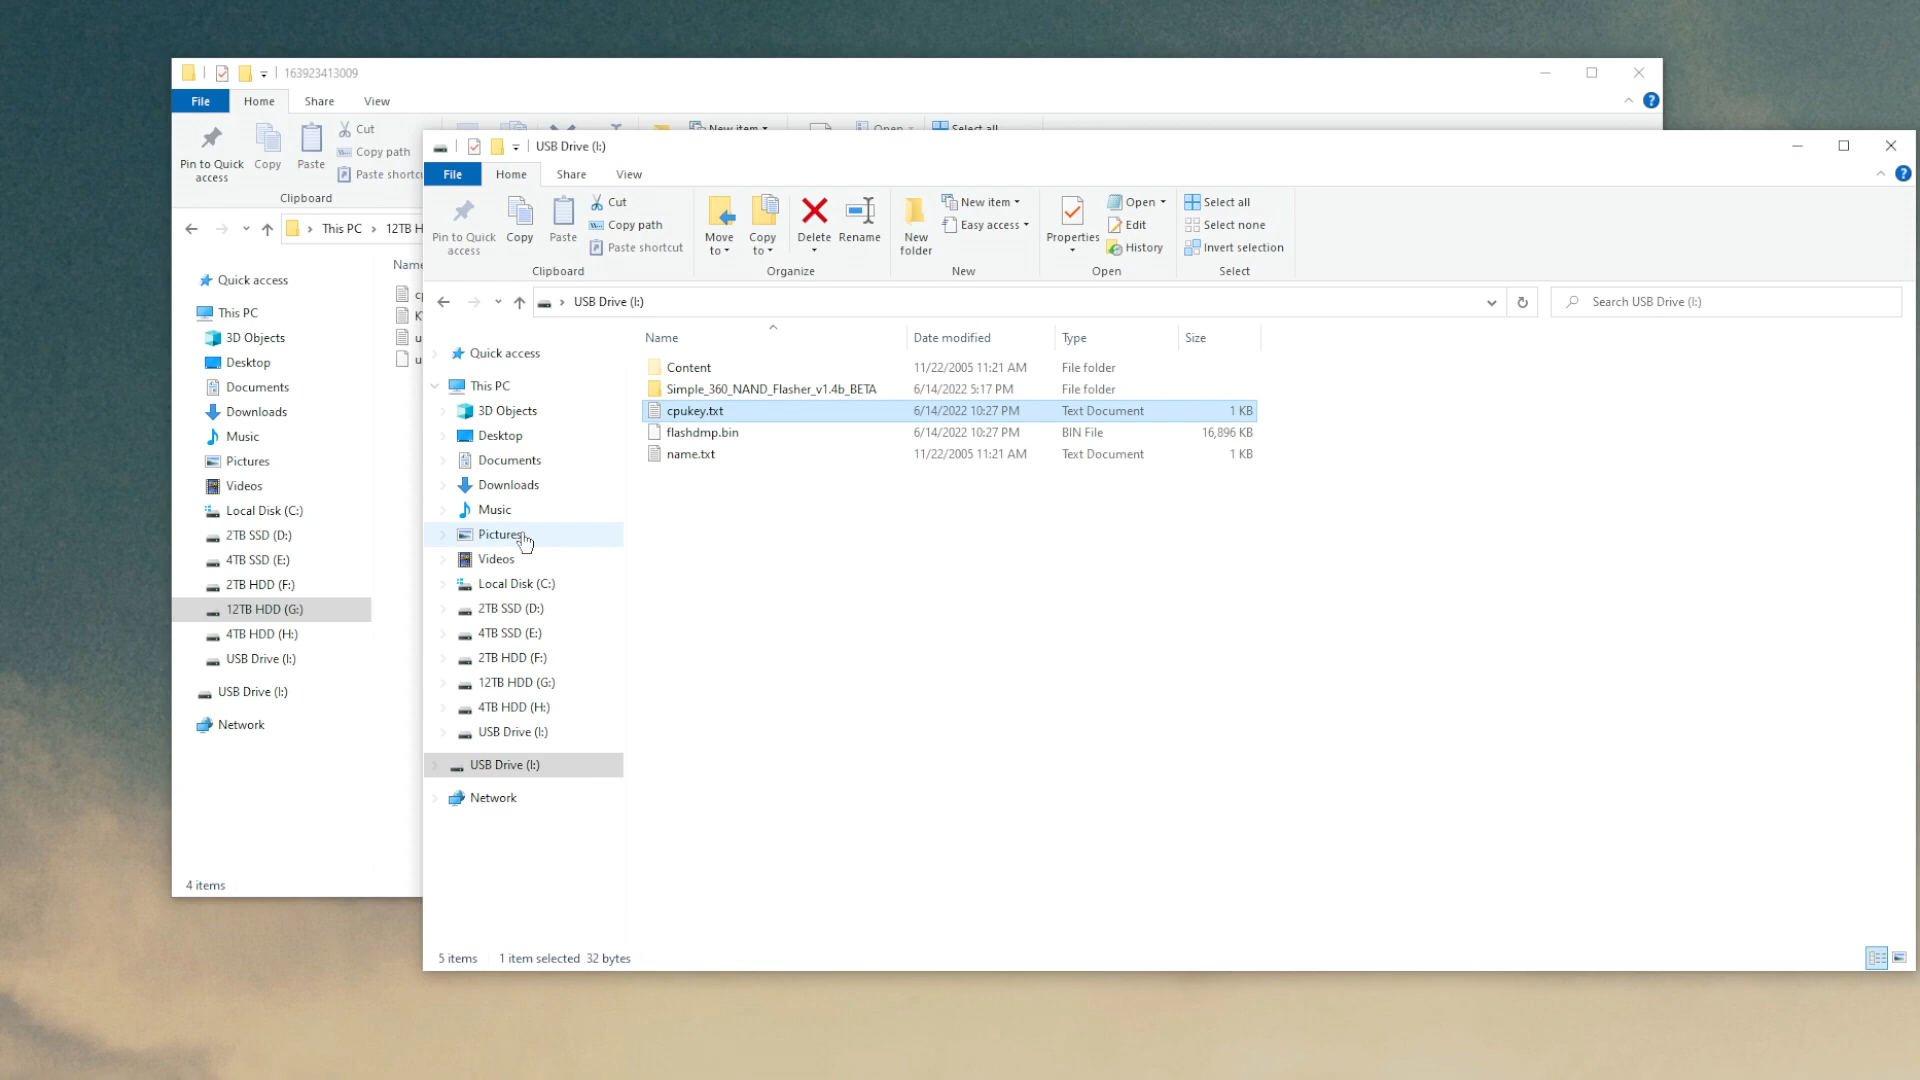 163923413009
File Home Share View
Pin to Quick access
Copy
Paste
Cut
Copy path
Clipboard
This PC
Quick access
This PC
3D Objects
Desktop
Documents
Downloads
Music
Pictures
Videos
Local Disk (C:)
2TB SSD (D:)
4TB SSD (E:)
2TB HDD (F:)
12TB HDD (G:)
4TB HDD (H:)
USB Drive (I:)
USB Drive (I:)
Network
4 items
USB Drive (I:)
File Home Share View
Pin to Quick access
Copy
Paste
Cut
Copy path
Paste shortcut
Clipboard
Move to
Copy to
Delete
Rename
Organize
New folder
New item
Easy access
New
Properties
Open
Edit
History
Open
Select all
Select none
Invert selection
Select
USB Drive (I:)
Search USB Drive (I:)
Quick access
This PC
3D Objects
Desktop
Documents
Downloads
Music
Pictures
Videos
Local Disk (C:)
2TB SSD (D:)
4TB SSD (E:)
2TB HDD (F:)
12TB HDD (G:)
4TB HDD (H:)
USB Drive (I:)
USB Drive (I:)
Network
Name Date modified Type Size
Content 11/22/2005 11:21 AM File folder
Simple_360_NAND_Flasher_v1.4b_BETA 6/14/2022 5:17 PM File folder
cpukey.txt 6/14/2022 10:27 PM Text Document 1 KB
flashdmp.bin 6/14/2022 10:27 PM BIN File 16,896 KB
name.txt 11/22/2005 11:21 AM Text Document 1 KB
5 items 1 item selected 32 bytes